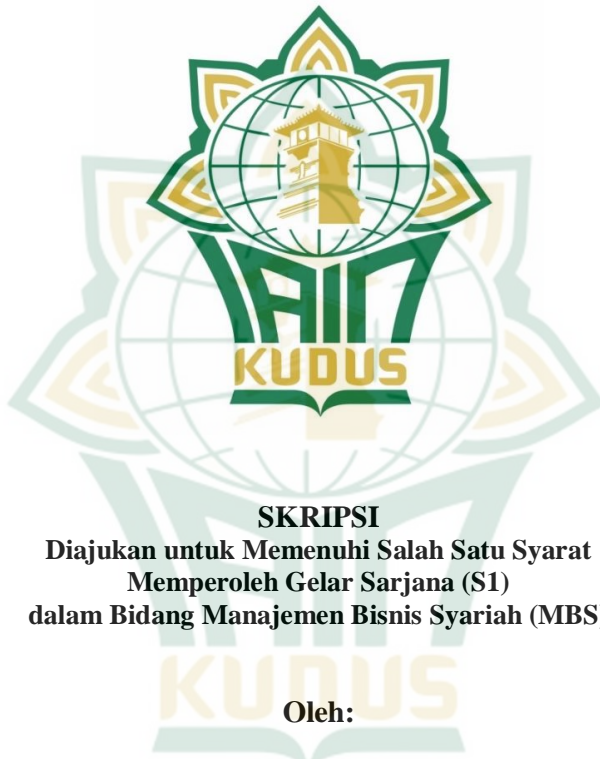 IAIN
KUDUS
SKRIPSI
Diajukan untuk Memenuhi Salah Satu Syarat
Memperoleh Gelar Sarjana (S1)
dalam Bidang Manajemen Bisnis Syariah (MBS)
KUDUS
Oleh: